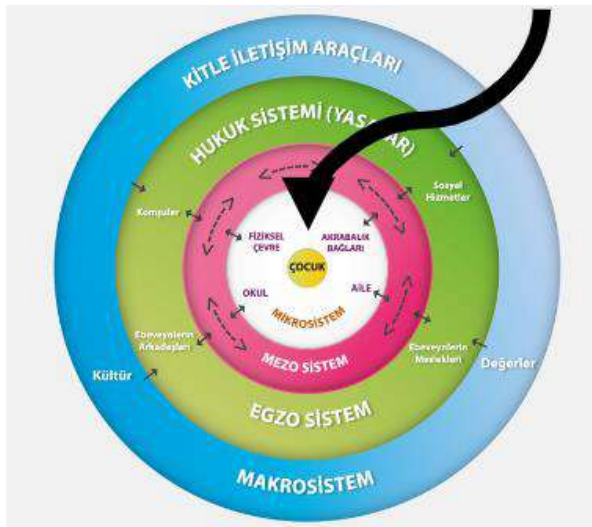 KİTLE İLETİŞİM ARAÇLARI
HUKUK SİSTEMİ (YASALAR)
Komşular
Sosyal
Hizmetler
FİZİKSEL
ÇEVRE
AKRABALIK
BAĞLARI
ÇOCUK
OKUL
AİLE
MİKROSİSTEM
MEZO SİSTEM
Ebeveynlerin
Arkadaşları
Ebeveynlerin
Meslekleri
Kültür
Değerler
EGZO SİSTEM
MAKROSİSTEM